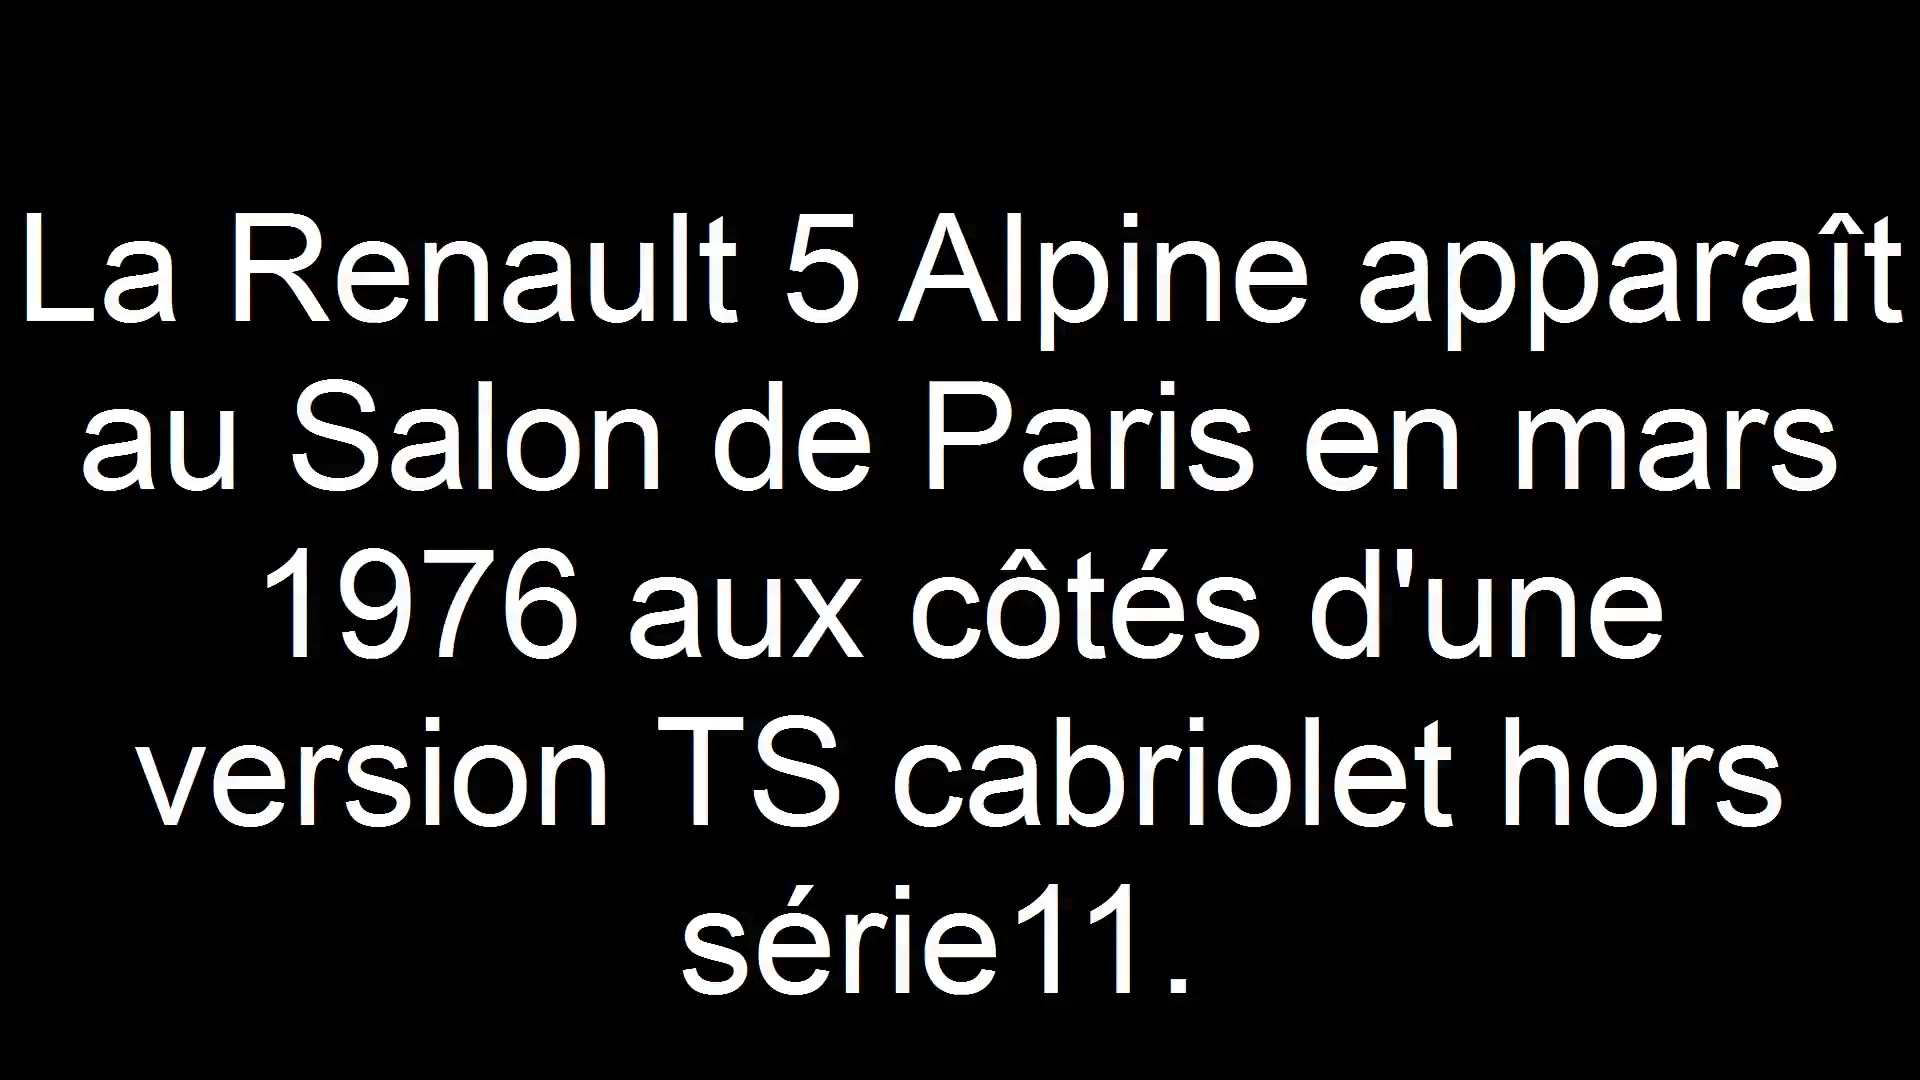 La Renault 5 Alpine apparaît
au Salon de Paris en mars
1976 aux côtés d'une
version TS cabriolet hors
série11.